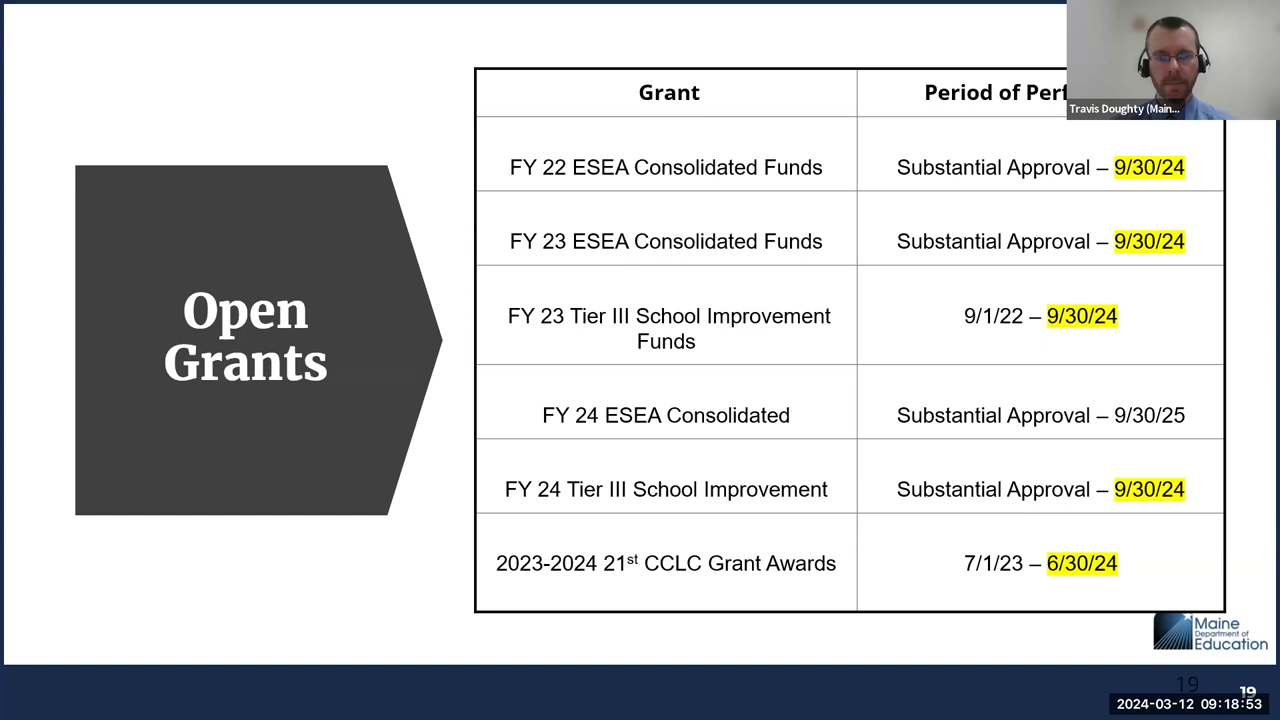 Open
Grants
Grant
Period of
FY 22 ESEA Consolidated Funds
Substantial Approval – 9/30/24
FY 23 ESEA Consolidated Funds
Substantial Approval – 9/30/24
FY 23 Tier III School Improvement
Funds
9/1/22 – 9/30/24
FY 24 ESEA Consolidated
Substantial Approval – 9/30/25
FY 24 Tier III School Improvement
Substantial Approval – 9/30/24
2023-2024 21st CCLC Grant Awards
7/1/23 – 6/30/24
Travis Doughty (Main...
Maine
Department of
Education
19
19
2024-03-12 09:18:53